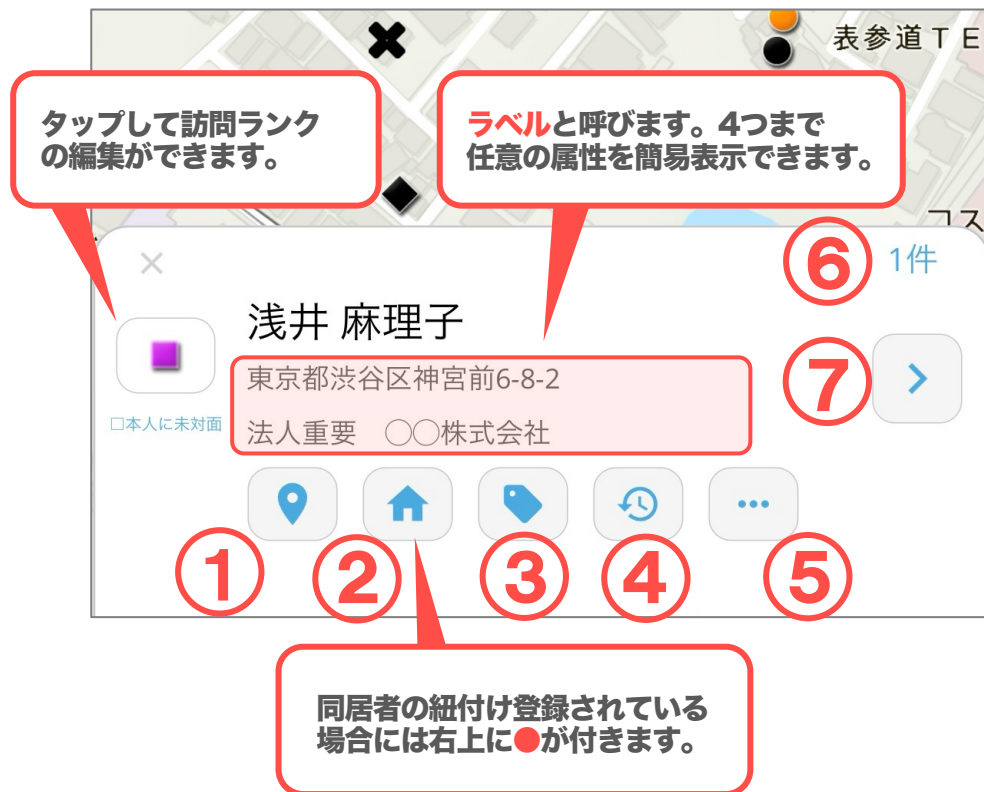 表参道ＴＥ
タップして訪問ランク
の編集ができます。
ラベルと呼びます。4つまで
任意の属性を簡易表示できます。
コス
×
⑥
1件
浅井 麻理子
東京都渋谷区神宮前6-8-2
法人重要　○○株式会社
⑦
□本人に未対面
①
②
③
④
⑤
同居者の紐付け登録されている
場合には右上に●が付きます。